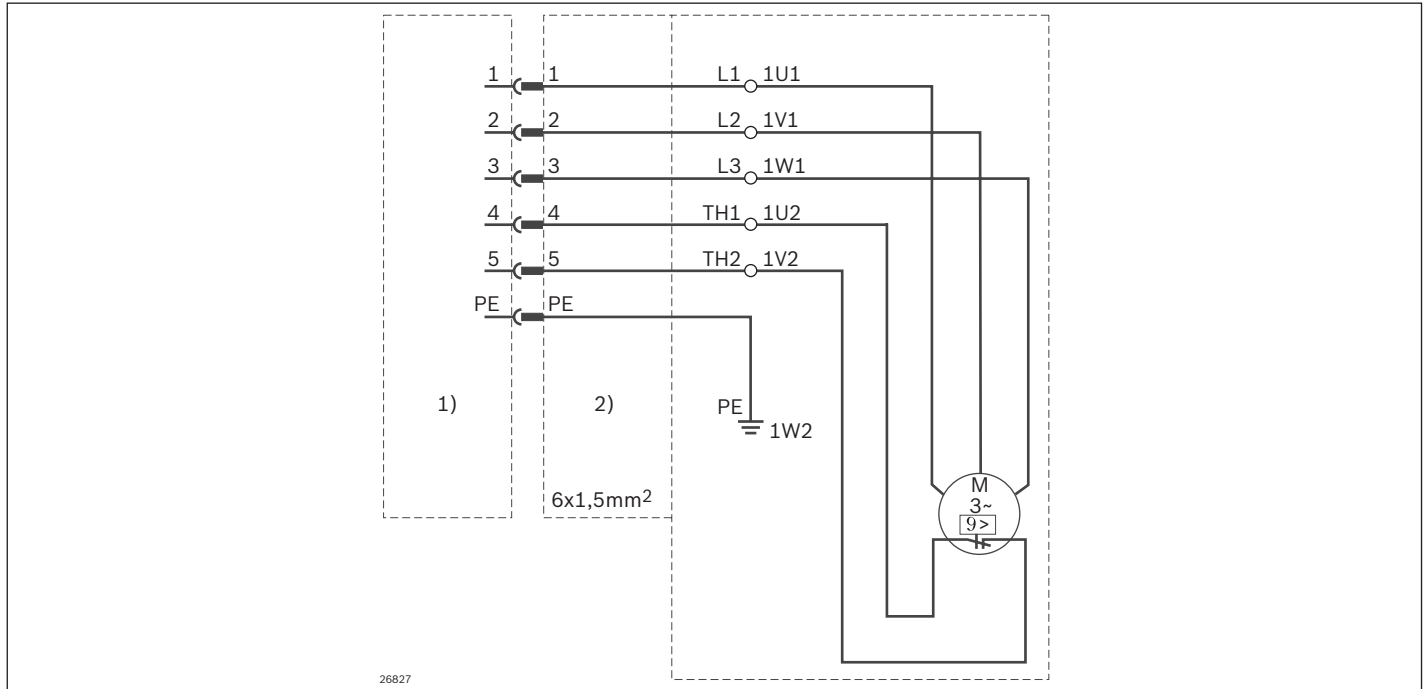 1 1 L1 1U1
2 2 L2 1V1
3 3 L3 1W1
4 4 TH1 1U2
5 5 TH2 1V2
PE PE
1) 2) PE
1W2
6x1,5mm²
M
3~
9>
26827